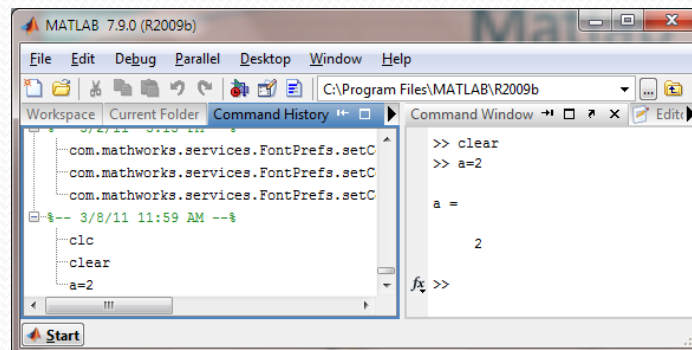 MATLAB 7.9.0 (R2009b)
File Edit Debug Parallel Desktop Window Help
C:\Program Files\MATLAB\R2009b
Workspace Current Folder Command History
com.mathworks.services.FontPrefs.setC
com.mathworks.services.FontPrefs.setC
com.mathworks.services.FontPrefs.setC
%-- 3/8/11 11:59 AM --%
clc
clear
a=2
Command Window Edito
>> clear
>> a=2
a =
2
fx >>
Start